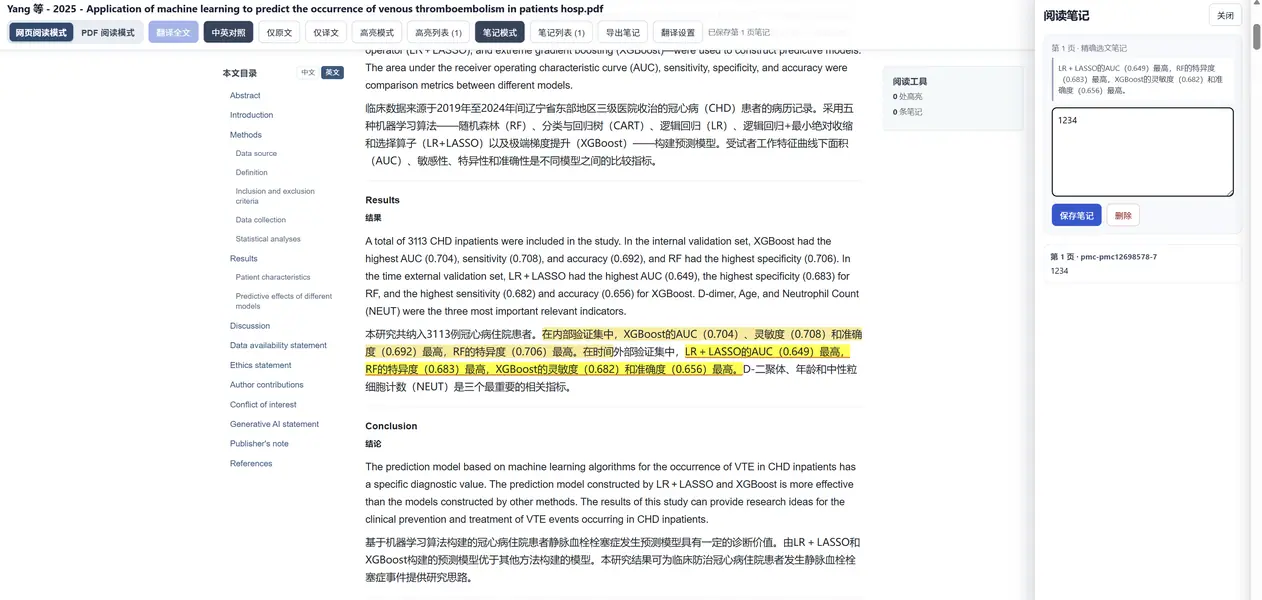 Yang 等 - 2025 - Application of machine learning to predict the occurrence of venous thromboembolism in patients hosp.pdf
网页阅读模式 PDF 阅读模式 翻译全文 中英对照 仅原文 仅译文 高亮模式 高亮列表 (1) 笔记模式 笔记列表 (1) 导出笔记 翻译设置 已保存第 1 页笔记
本文目录 中文 英文
Abstract
Introduction
Methods
Data source
Definition
Inclusion and exclusion
criteria
Data collection
Statistical analyses
Results
Patient characteristics
Predictive effects of different
models
Discussion
Data availability statement
Ethics statement
Author contributions
Conflict of interest
Generative AI statement
Publisher's note
References
operator (LR + LASSO), and extreme gradient boosting (XGBoost)—were used to construct predictive models.
The area under the receiver operating characteristic curve (AUC), sensitivity, specificity, and accuracy were
comparison metrics between different models.
临床数据来源于2019年至2024年间辽宁省东部地区三级医院收治的冠心病（CHD）患者的病历记录。采用五
种机器学习算法——随机森林（RF）、分类与回归树（CART）、逻辑回归（LR）、逻辑回归+最小绝对收缩
和选择算子（LR+LASSO）以及极端梯度提升（XGBoost）——构建预测模型。受试者工作特征曲线下面积
（AUC）、敏感性、特异性和准确性是不同模型之间的比较指标。
Results
结果
A total of 3113 CHD inpatients were included in the study. In the internal validation set, XGBoost had the
highest AUC (0.704), sensitivity (0.708), and accuracy (0.692), and RF had the highest specificity (0.706). In
the time external validation set, LR + LASSO had the highest AUC (0.649), the highest specificity (0.683) for
RF, and the highest sensitivity (0.682) and accuracy (0.656) for XGBoost. D-dimer, Age, and Neutrophil Count
(NEUT) were the three most important relevant indicators.
本研究共纳入3113例冠心病住院患者。在内部验证集中，XGBoost的AUC（0.704）、灵敏度（0.708）和准确
度（0.692）最高，RF的特异度（0.706）最高。在时间外部验证集中，LR + LASSO的AUC（0.649）最高，
RF的特异度（0.683）最高，XGBoost的灵敏度（0.682）和准确度（0.656）最高。D-二聚体、年龄和中性粒
细胞计数（NEUT）是三个最重要的相关指标。
Conclusion
结论
The prediction model based on machine learning algorithms for the occurrence of VTE in CHD inpatients has
a specific diagnostic value. The prediction model constructed by LR + LASSO and XGBoost is more effective
than the models constructed by other methods. The results of this study can provide research ideas for the
clinical prevention and treatment of VTE events occurring in CHD inpatients.
基于机器学习算法构建的冠心病住院患者静脉血栓栓塞症发生预测模型具有一定的诊断价值。由LR + LASSO和
XGBoost构建的预测模型优于其他方法构建的模型。本研究结果可为临床防治冠心病住院患者发生静脉血栓栓
塞症事件提供研究思路。
阅读工具
0 处高亮
0 条笔记
阅读笔记 关闭
第 1 页 · 精确选文笔记
LR + LASSO的AUC（0.649）最高，RF的特异度
（0.683）最高，XGBoost的灵敏度（0.682）和准
确度（0.656）最高。
1234
保存笔记 删除
第 1 页 · pmc-pmc12698578-7
1234